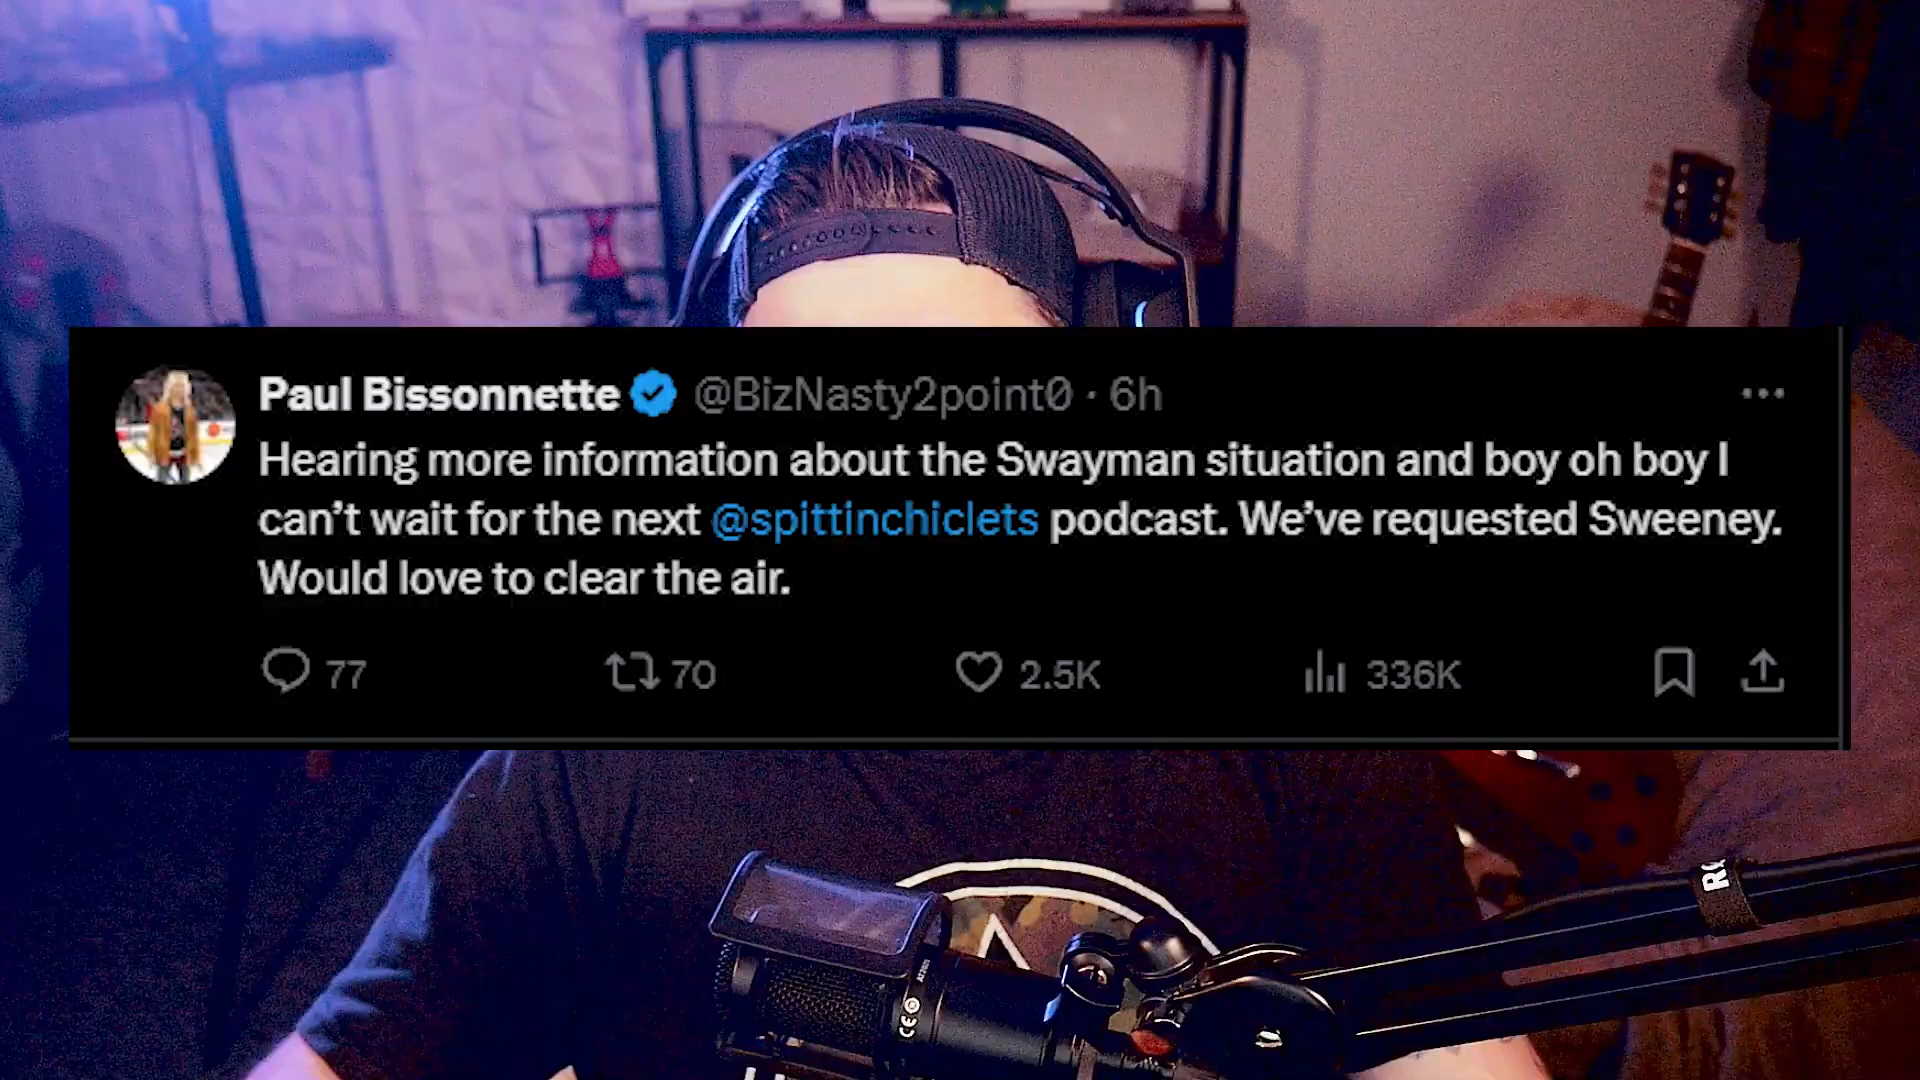 Paul Bissonnette @BizNasty2point0 · 6h
Hearing more information about the Swayman situation and boy oh boy I
can't wait for the next @spittinchiclets podcast. We've requested Sweeney.
Would love to clear the air.
77 70 2.5K 336K